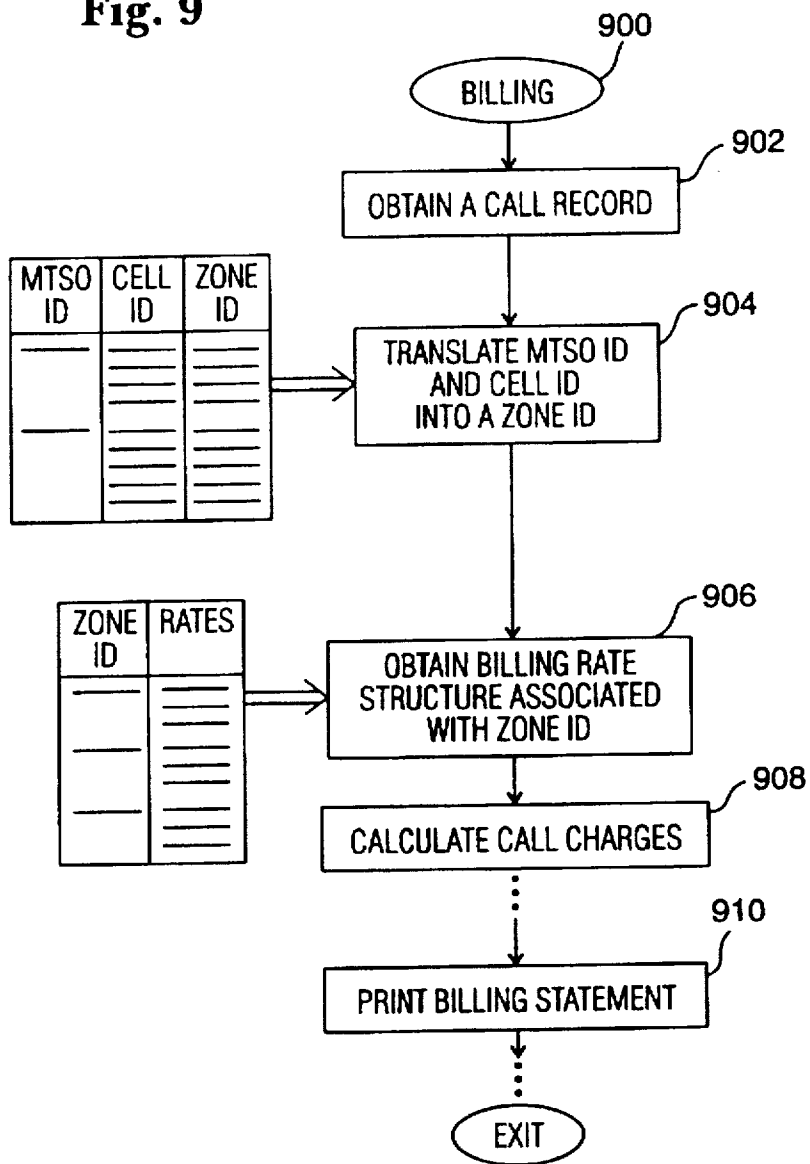 Fig. 9
900
BILLING
902
OBTAIN A CALL RECORD
MTSO ID
CELL ID
ZONE ID
904
TRANSLATE MTSO ID
AND CELL ID
INTO A ZONE ID
906
ZONE ID
RATES
OBTAIN BILLING RATE
STRUCTURE ASSOCIATED
WITH ZONE ID
908
CALCULATE CALL CHARGES
910
PRINT BILLING STATEMENT
EXIT